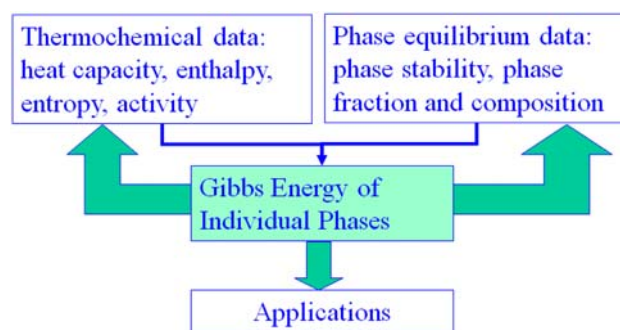 Thermochemical data:
heat capacity, enthalpy,
entropy, activity
Phase equilibrium data:
phase stability, phase
fraction and composition
Gibbs Energy of
Individual Phases
Applications